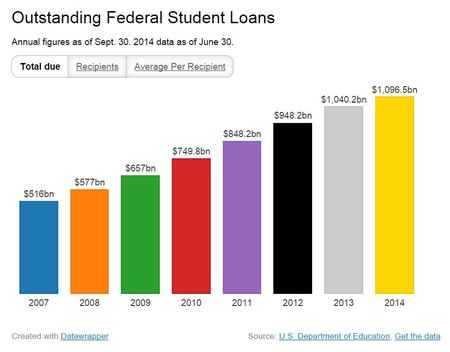 Outstanding Federal Student Loans
Annual figures as of Sept. 30. 2014 data as of June 30.
Total due Recipients Average Per Recipient
$516bn $577bn $657bn $749.8bn $848.2bn $948.2bn $1,040.2bn $1,096.5bn
2007 2008 2009 2010 2011 2012 2013 2014
Created with Datawrapper Source: U.S. Department of Education, Get the data